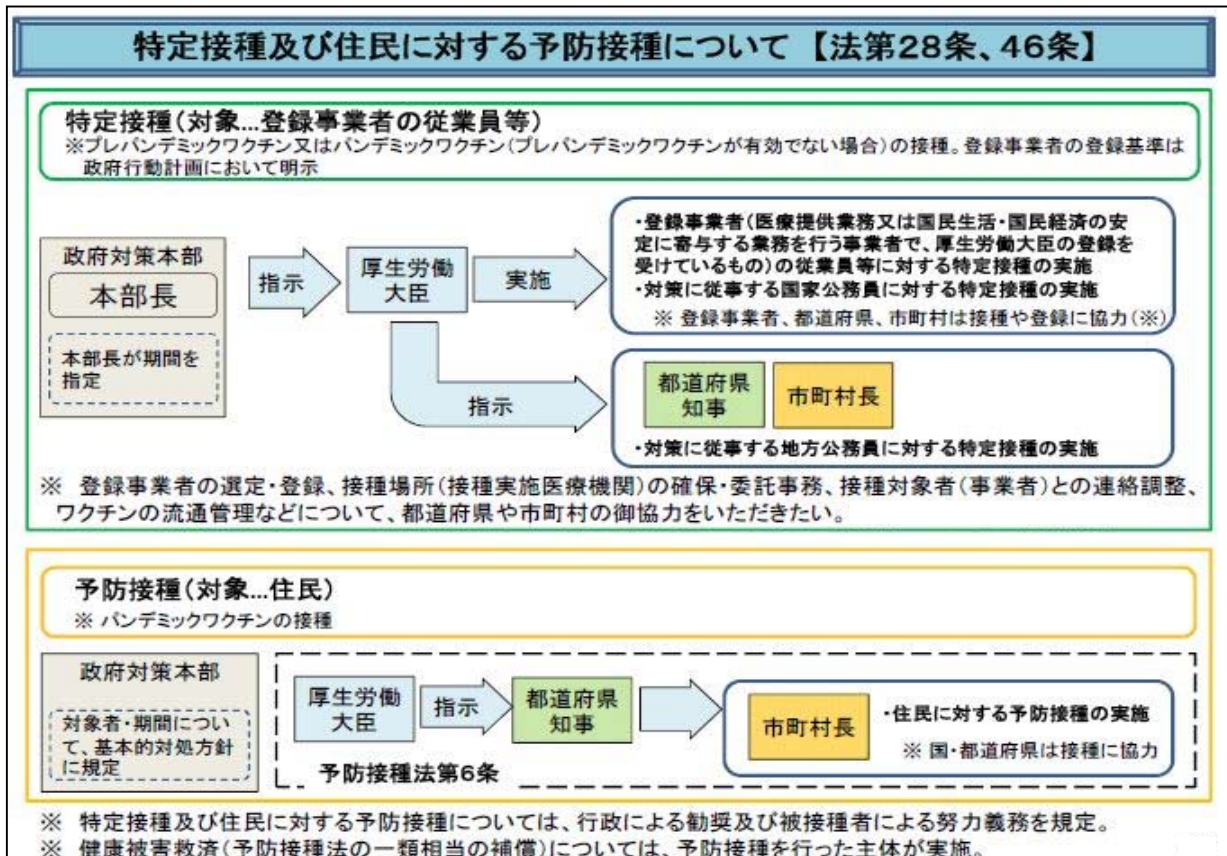 特定接種及び住民に対する予防接種について【法第28条、46条】
特定接種(対象...登録事業者の従業員等)
※プレパンデミックワクチン又はパンデミックワクチン(プレパンデミックワクチンが有効でない場合)の接種。登録事業者の登録基準は
政府行動計画において明示
政府対策本部
本部長
本部長が期間を
指定
指示
厚生労働
大臣
実施
・登録事業者(医療提供業務又は国民生活・国民経済の安
定に寄与する業務を行う事業者で、厚生労働大臣の登録を
受けているもの)の従業員等に対する特定接種の実施
・対策に従事する国家公務員に対する特定接種の実施
※ 登録事業者、都道府県、市町村は接種や登録に協力(※)
指示
都道府県
知事
市町村長
・対策に従事する地方公務員に対する特定接種の実施
※ 登録事業者の選定・登録、接種場所(接種実施医療機関)の確保・委託事務、接種対象者(事業者)との連絡調整、
ワクチンの流通管理などについて、都道府県や市町村の御協力をいただきたい。
予防接種(対象...住民)
※ パンデミックワクチンの接種
政府対策本部
対象者・期間につい
て、基本的対処方針
に規定
厚生労働
大臣
指示
都道府県
知事
市町村長
・住民に対する予防接種の実施
※ 国・都道府県は接種に協力
予防接種法第6条
※ 特定接種及び住民に対する予防接種については、行政による勧奨及び被接種者による努力義務を規定。
※ 健康被害救済(予防接種法の一類相当の補償)については、予防接種を行った主体が実施。